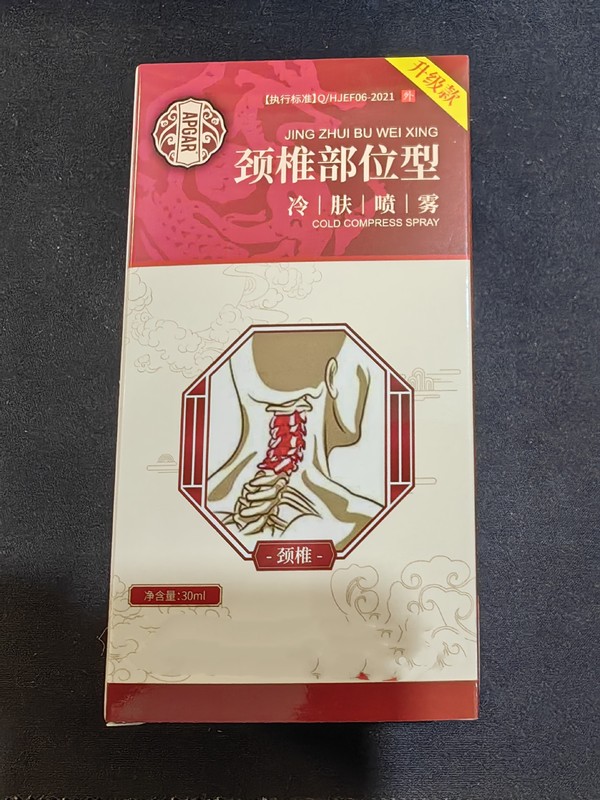 升级款
【执行标准】Q/HJEF06-2021 外
APGAR
JING ZHUI BU WEI XING
颈椎部位型
冷|肤|喷|雾
COLD COMPRESS SPRAY
- 颈椎 -
净含量:30ml